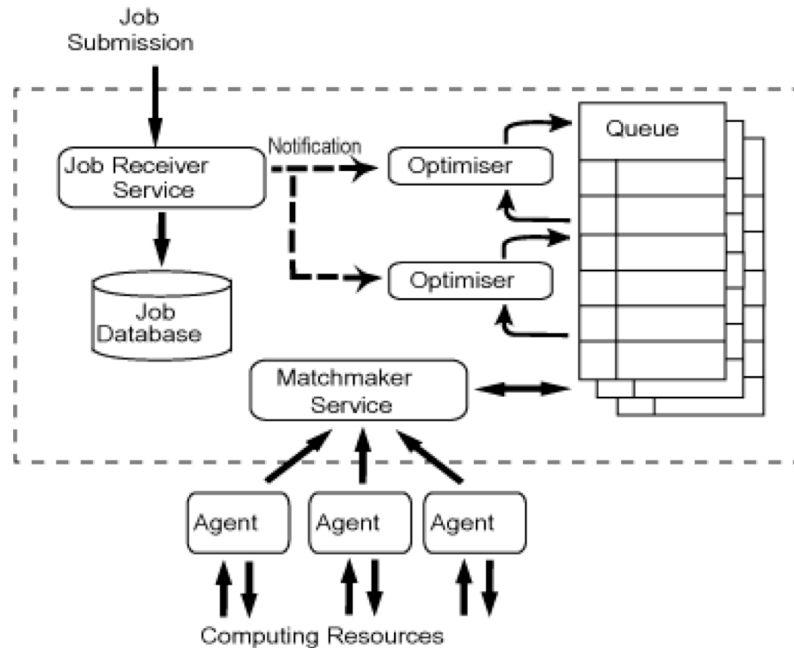 Job
Submission
Job Receiver
Service
Notification
Optimiser
Queue
Optimiser
Job
Database
Matchmaker
Service
Agent
Agent
Agent
Computing Resources